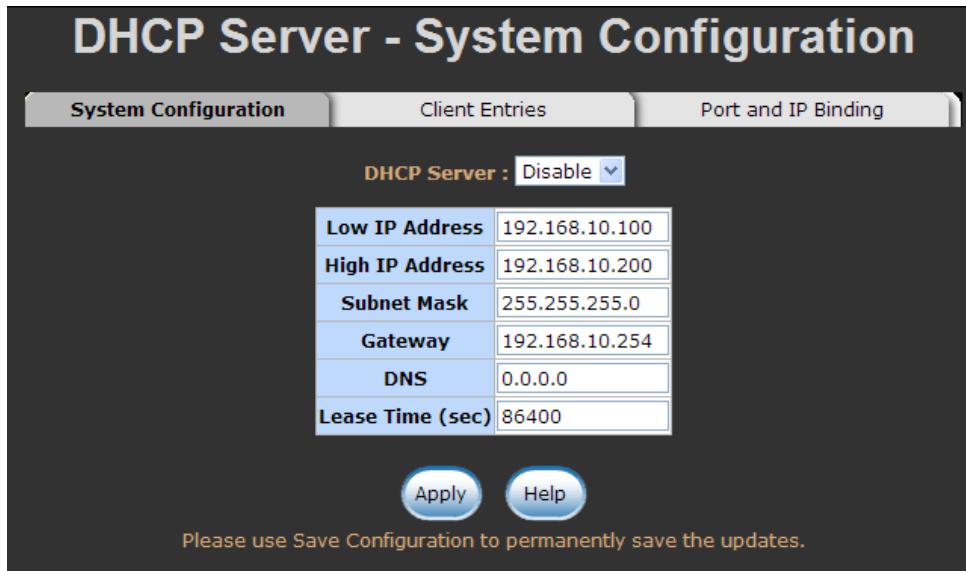 DHCP Server - System Configuration
System Configuration Client Entries Port and IP Binding
DHCP Server : Disable
Low IP Address 192.168.10.100
High IP Address 192.168.10.200
Subnet Mask 255.255.255.0
Gateway 192.168.10.254
DNS 0.0.0.0
Lease Time (sec) 86400
Apply Help
Please use Save Configuration to permanently save the updates.